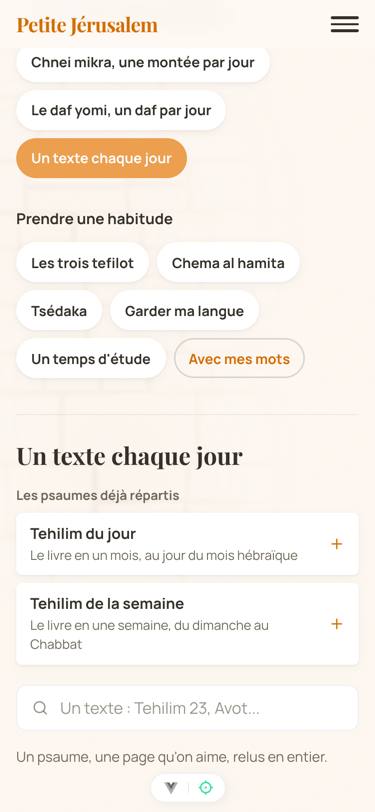 Petite Jérusalem
Chnei mikra, une montée par jour
Le daf yomi, un daf par jour
Un texte chaque jour
Prendre une habitude
Les trois tefilot
Chema al hamita
Tsédaka
Garder ma langue
Un temps d'étude
Avec mes mots
Un texte chaque jour
Les psaumes déjà répartis
Tehilim du jour
Le livre en un mois, au jour du mois hébraïque
Tehilim de la semaine
Le livre en une semaine, du dimanche au
Chabbat
Un texte : Tehilim 23, Avot...
Un psaume, une page qu'on aime, relus en entier.